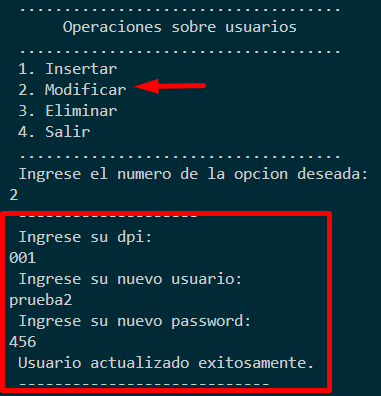 .....................................
Operaciones sobre usuarios
.....................................
1. Insertar
2. Modificar
3. Eliminar
4. Salir
.....................................
Ingrese el numero de la opcion deseada:
2
--------------------
Ingrese su dpi:
001
Ingrese su nuevo usuario:
prueba2
Ingrese su nuevo password:
456
Usuario actualizado exitosamente.
----------------------------